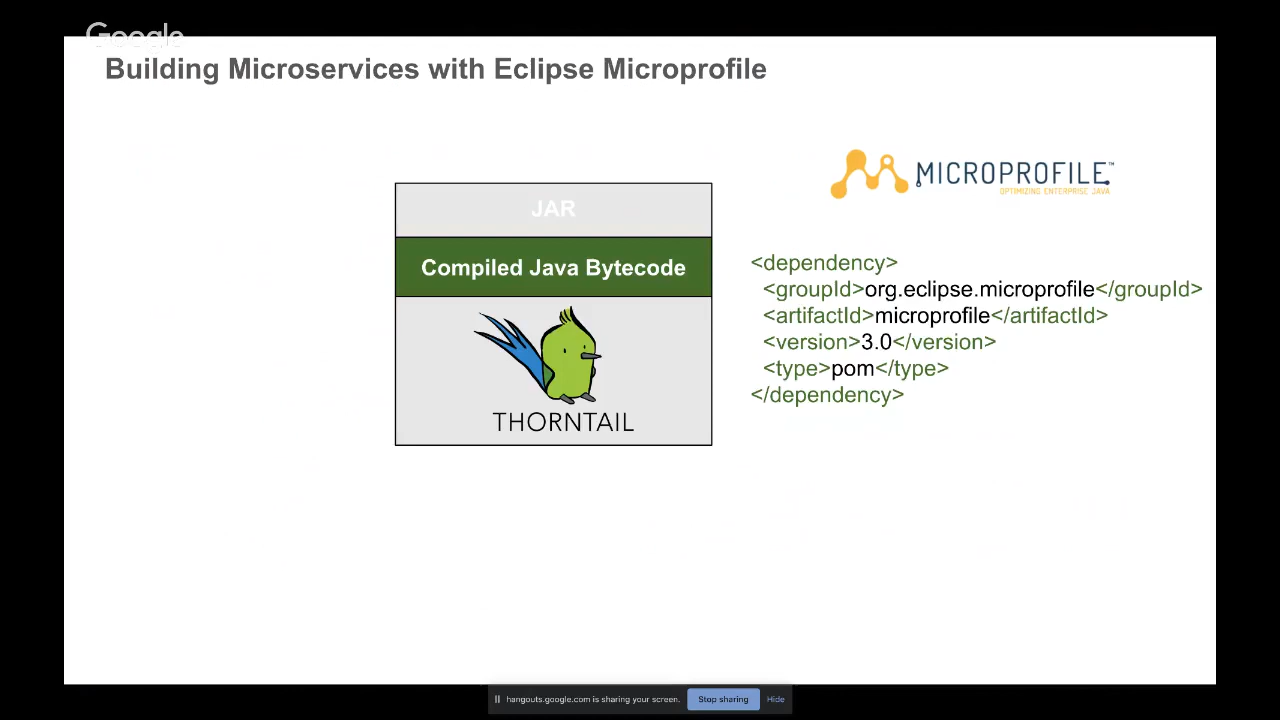 Google
Building Microservices with Eclipse Microprofile
MICROPROFILE™
OPTIMIZING ENTERPRISE JAVA
JAR
Compiled Java Bytecode
THORNTAIL
<dependency>
<groupId>org.eclipse.microprofile</groupId>
<artifactId>microprofile</artifactId>
<version>3.0</version>
<type>pom</type>
</dependency>
hangouts.google.com is sharing your screen.
Stop sharing
Hide